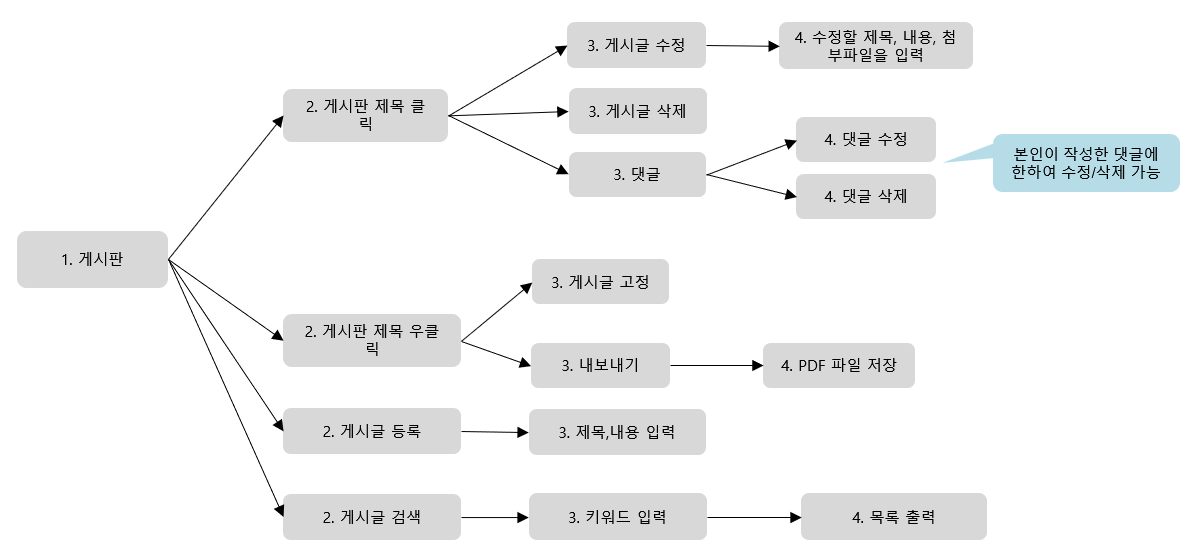 1. 게시판
2. 게시판 제목 클
릭
3. 게시글 수정
4. 수정할 제목, 내용, 첨
부파일을 입력
3. 게시글 삭제
3. 댓글
4. 댓글 수정
4. 댓글 삭제
본인이 작성한 댓글에
한하여 수정/삭제 가능
2. 게시판 제목 우클
릭
3. 게시글 고정
3. 내보내기
4. PDF 파일 저장
2. 게시글 등록
3. 제목,내용 입력
2. 게시글 검색
3. 키워드 입력
4. 목록 출력